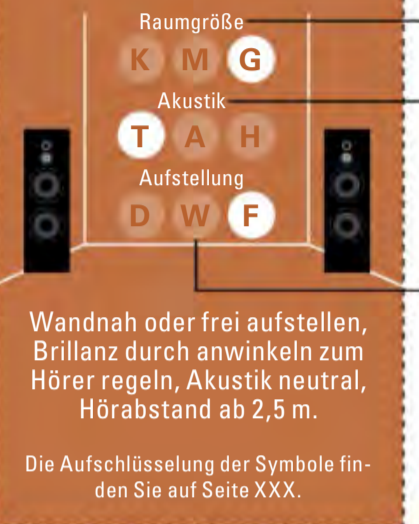 Raumgröße
K M G
Akustik
T A H
Aufstellung
D W F
Wandnah oder frei aufstellen,
Brillanz durch anwinkeln zum
Hörer regeln, Akustik neutral,
Hörabstand ab 2,5 m.
Die Aufschlüsselung der Symbole fin-
den Sie auf Seite XXX.